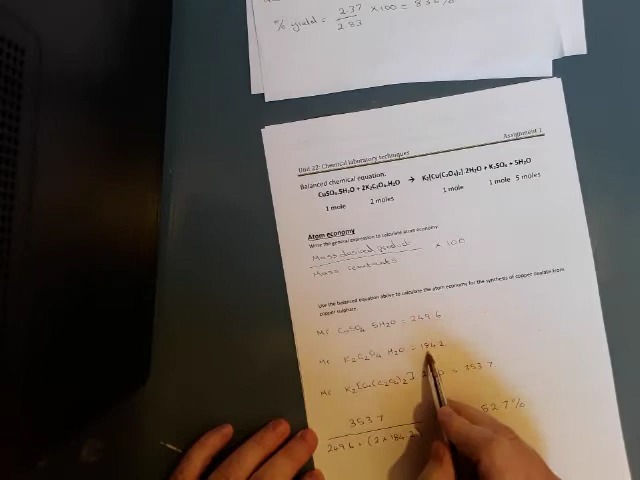 % yield = 2.37 / 2.83 × 100 =
Unit 22: Chemical laboratory techniques Assignment 1
Balanced chemical equation:
CuSO₄.5H₂O + 2K₂C₂O₄.H₂O → K₂[Cu(C₂O₄)₂].2H₂O + K₂SO₄ + 5H₂O
1 mole 2 moles 1 mole 1 mole 5 moles
Atom economy
Write the general expression to calculate atom economy
Mass desired product × 100
Mass reactants
Use the balanced equation above to calculate the atom economy for the synthesis of copper oxalate from
copper sulphate.
Mr CuSO₄ 5H₂O = 249.6
Mr K₂C₂O₄ H₂O = 184.2
Mr K₂[Cu(C₂O₄)₂] = 353.7
353.7 52.7%
249.6 + (2 × 184.2)